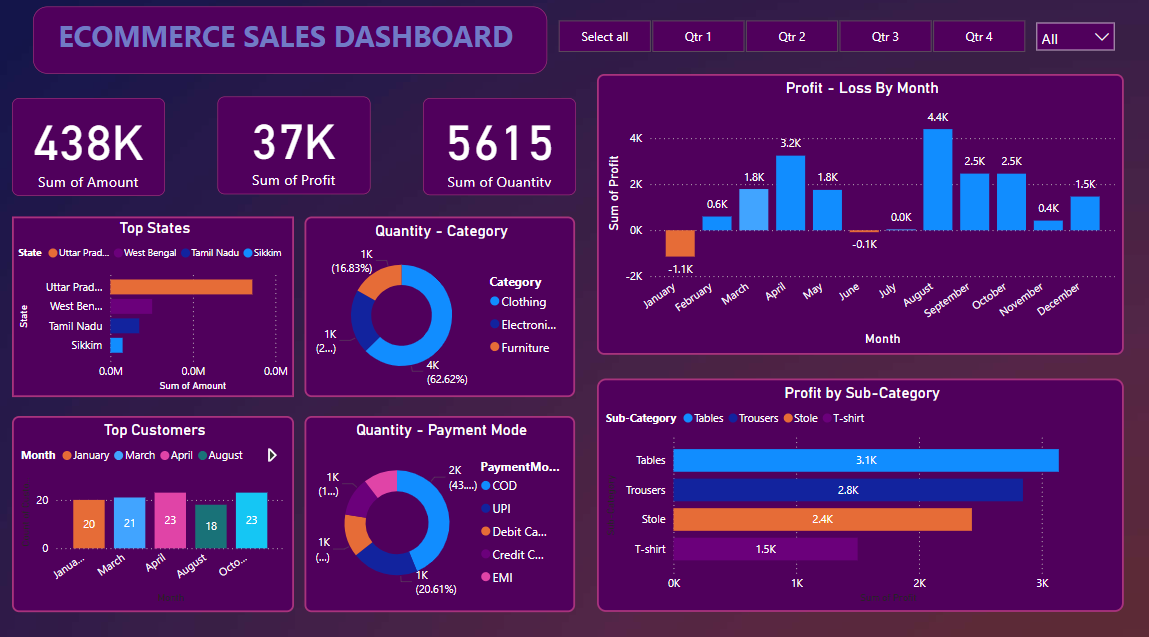 ECOMMERCE SALES DASHBOARD
Select all Qtr 1 Qtr 2 Qtr 3 Qtr 4 All
438K
Sum of Amount
37K
Sum of Profit
5615
Sum of Quantity
Profit - Loss By Month
Sum of Profit
4K
2K
0K
-2K
-1.1K
0.6K
1.8K
3.2K
1.8K
-0.1K
0.0K
4.4K
2.5K
2.5K
0.4K
1.5K
January
February
March
April
May
June
July
August
September
October
November
December
Month
Top States
State Uttar Prad... West Bengal Tamil Nadu Sikkim
State
Uttar Prad...
West Ben...
Tamil Nadu
Sikkim
0.0M 0.0M 0.0M
Sum of Amount
Quantity - Category
1K
(16.83%)
1K
(2...)
4K
(62.62%)
Category
Clothing
Electroni...
Furniture
Top Customers
Month January March April August
20
0
20 21 23 18 23
Janua...
March
April
August
Octo...
Quantity - Payment Mode
1K
(1...)
1K
(...)
2K
(43....)
1K
(20.61%)
PaymentMo...
COD
UPI
Debit Ca...
Credit C...
EMI
Profit by Sub-Category
Sub-Category Tables Trousers Stole T-shirt
Tables 3.1K
Trousers 2.8K
Stole 2.4K
T-shirt 1.5K
0K 1K 2K 3K